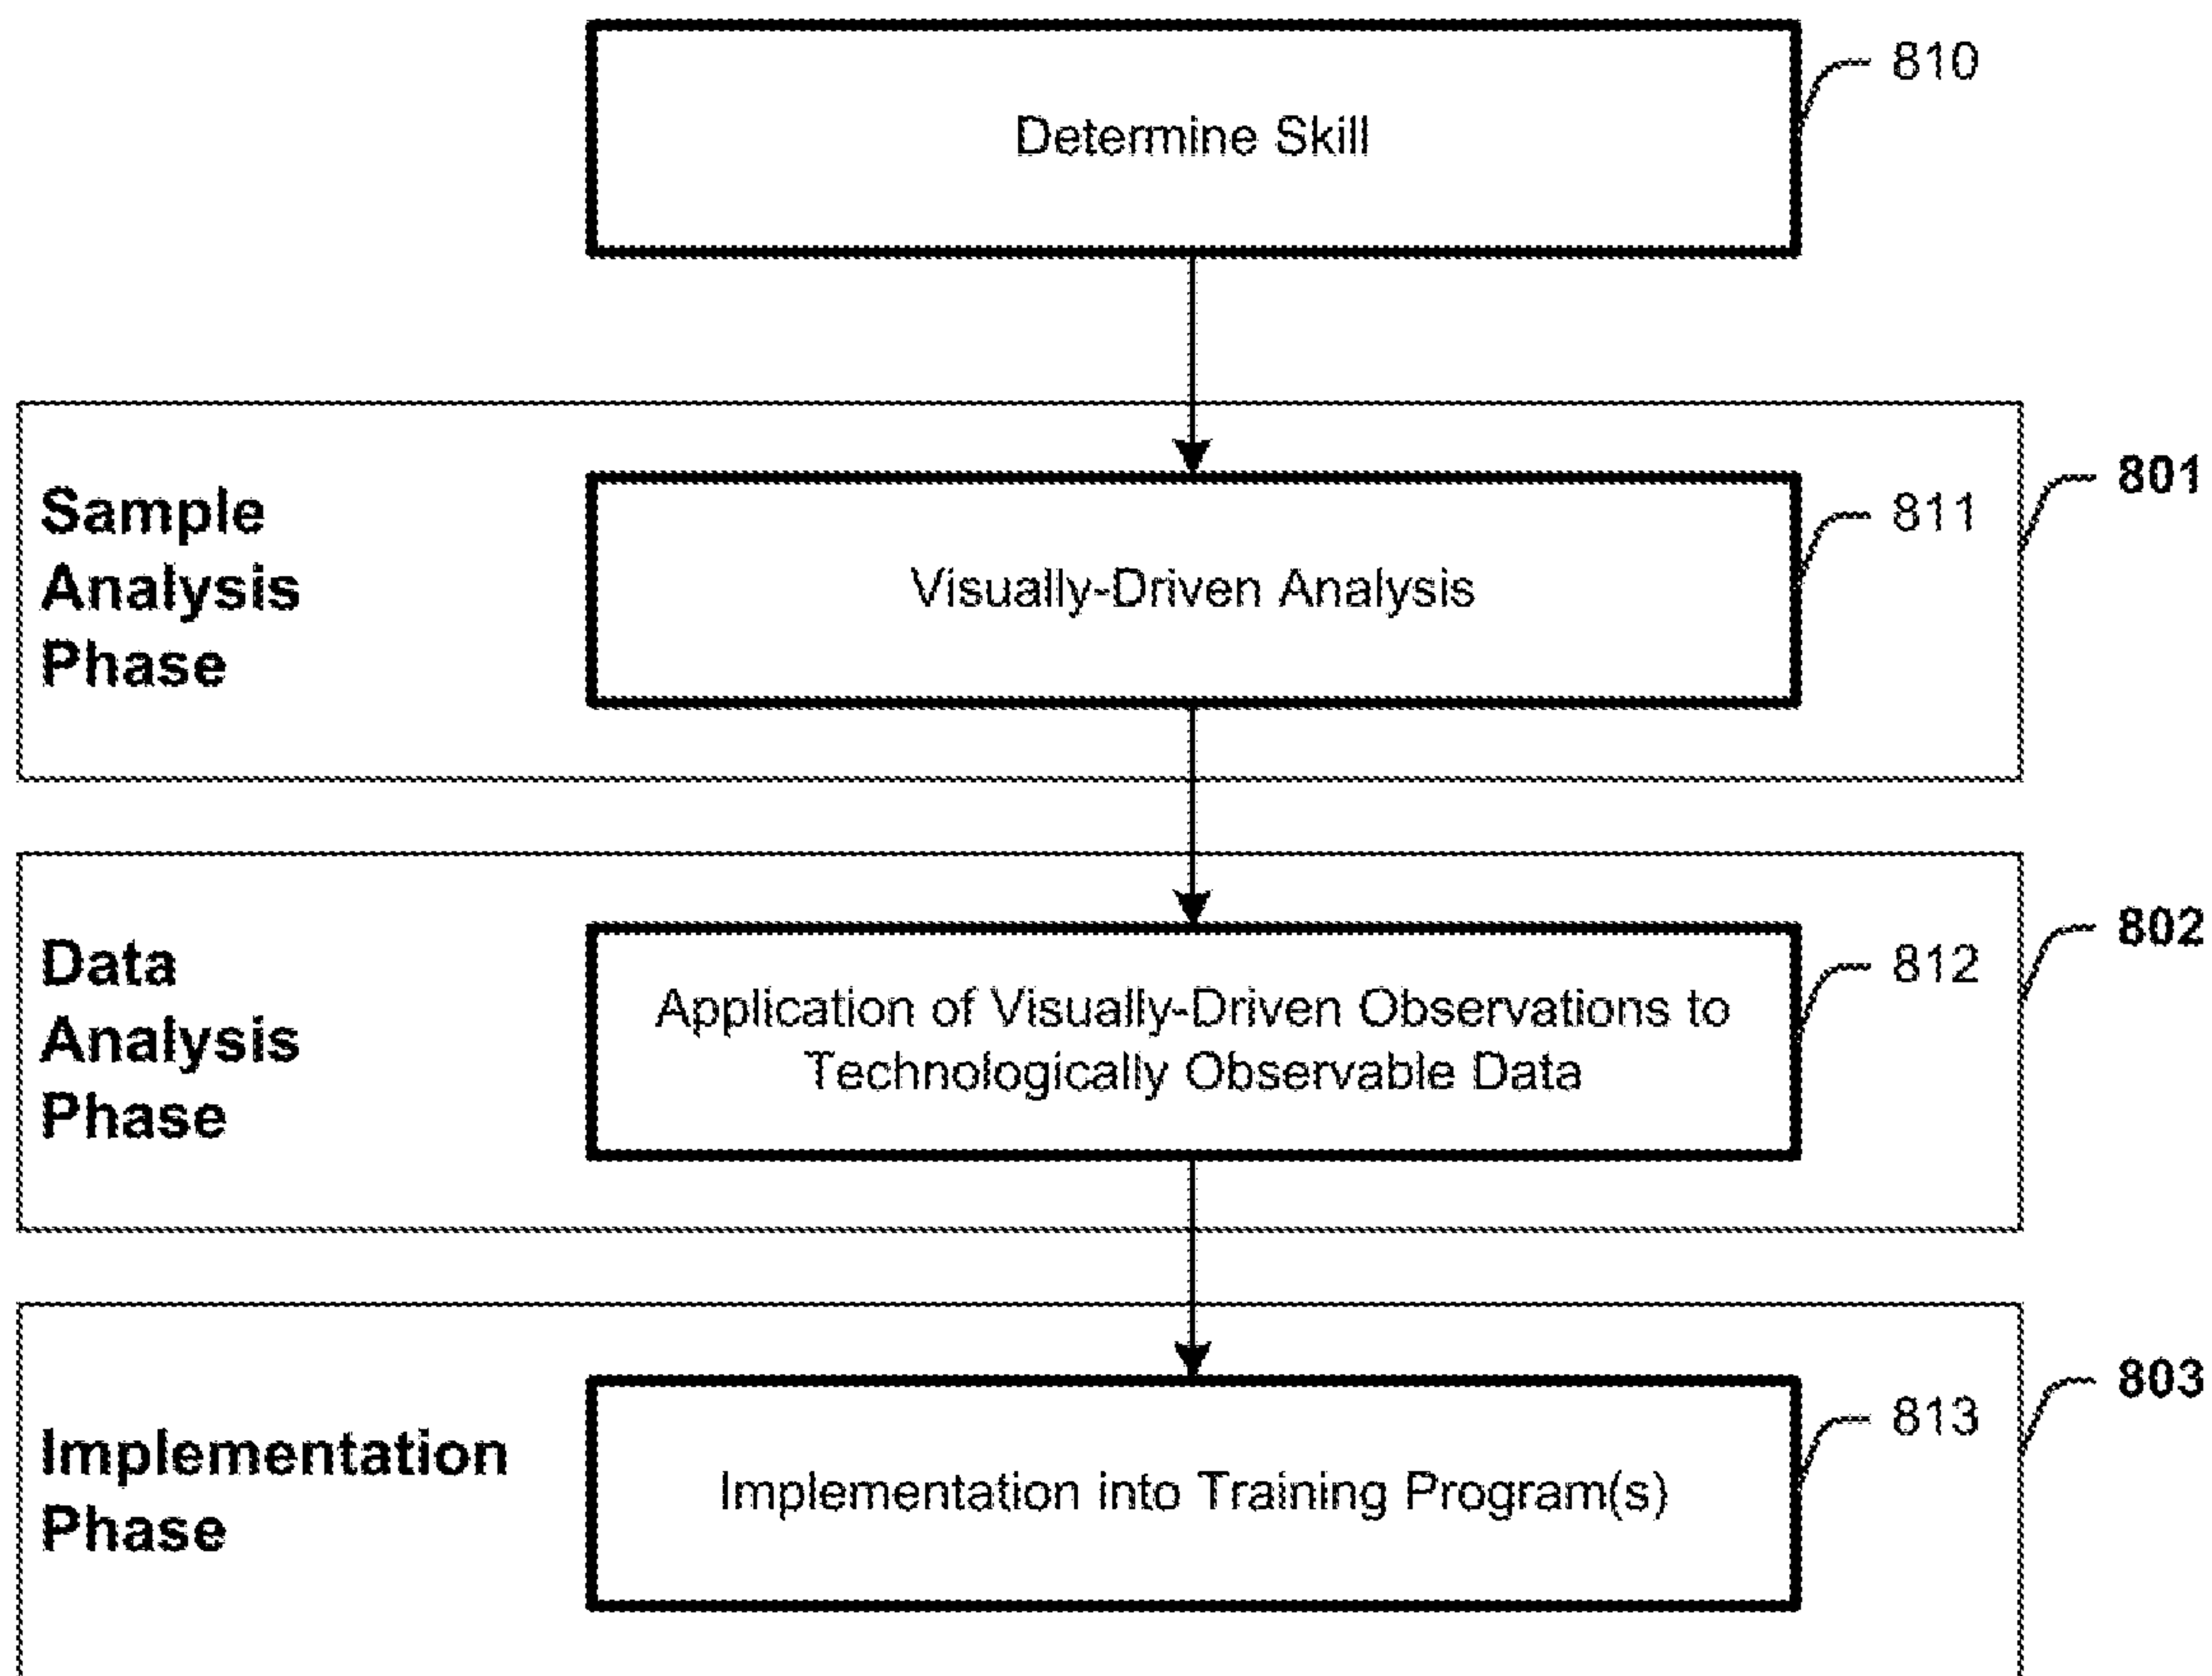 810
Determine Skill
801
Sample
Analysis
Phase
811
Visually-Driven Analysis
802
Data
Analysis
Phase
812
Application of Visually-Driven Observations to
Technologically Observable Data
803
Implementation
Phase
813
Implementation into Training Program(s)